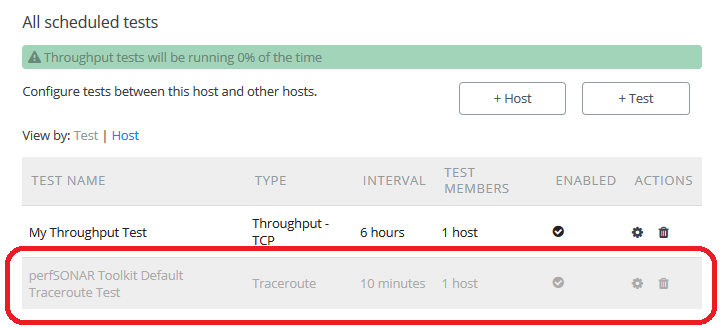 All scheduled tests
Throughput tests will be running 0% of the time
Configure tests between this host and other hosts.
+ Host
+ Test
View by: Test | Host
TEST NAME TYPE INTERVAL TEST MEMBERS ENABLED ACTIONS
My Throughput Test Throughput - TCP 6 hours 1 host
perfSONAR Toolkit Default Traceroute Test Traceroute 10 minutes 1 host